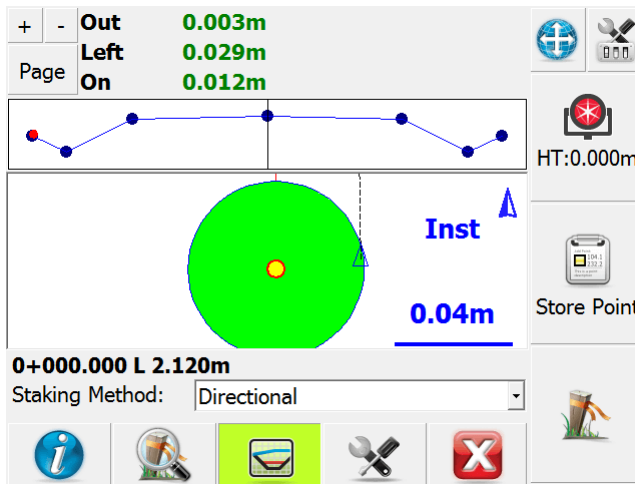 + - Out 0.003m
Left 0.029m
Page
On 0.012m
HT:0.000m
Inst
0.04m
Store Point
0+000.000 L 2.120m
Staking Method: Directional